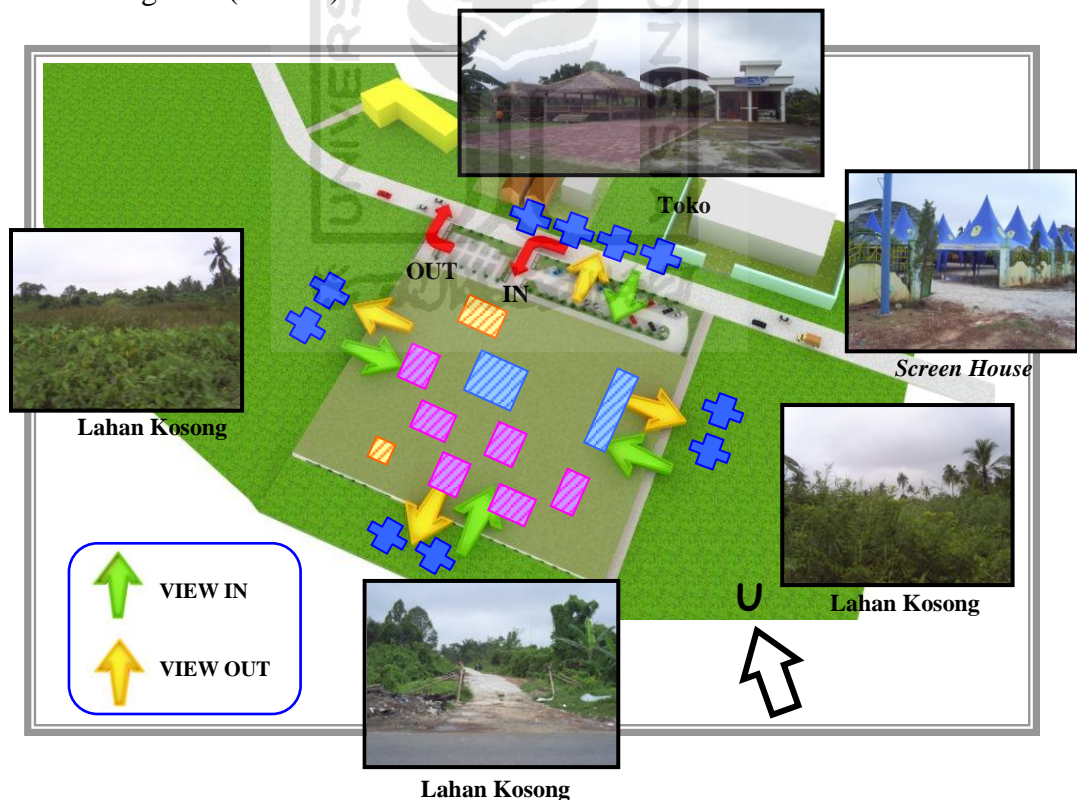 Toko
OUT
IN
Screen House
Lahan Kosong
Lahan Kosong
VIEW IN
VIEW OUT
U
Lahan Kosong